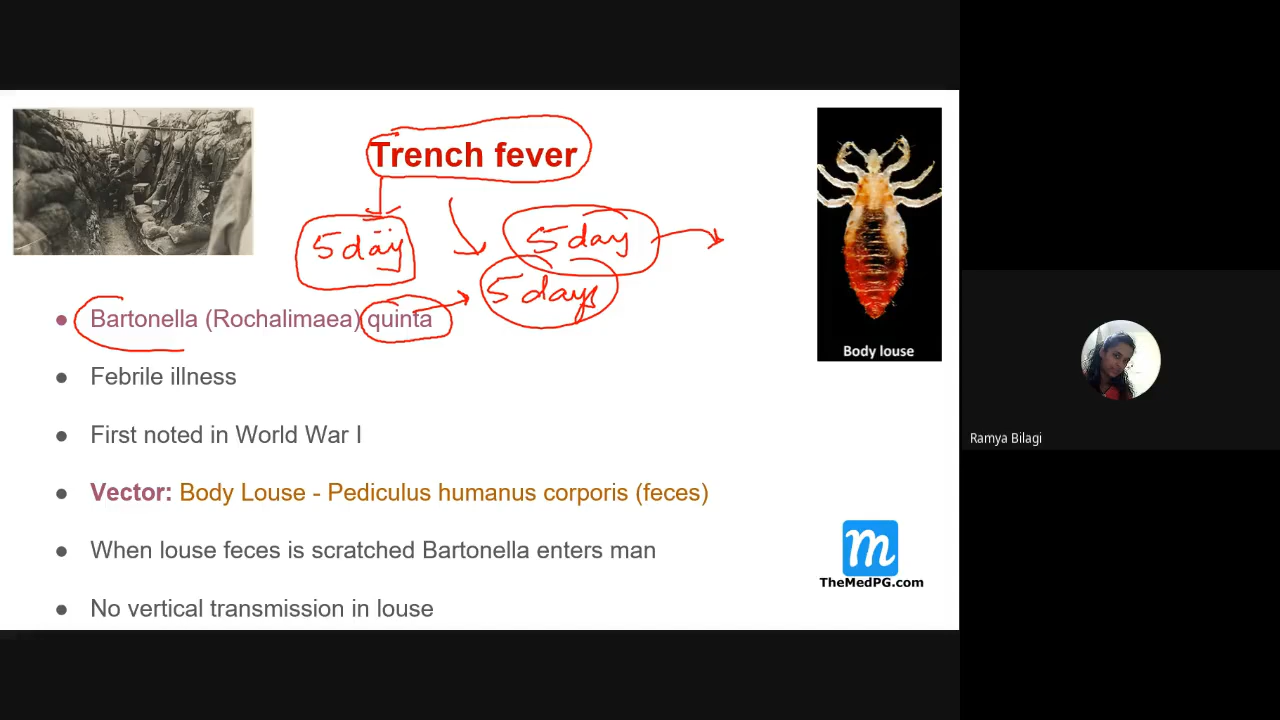 Trench fever
5 day
5 day
5 days
Body louse
● Bartonella (Rochalimaea) quinta
● Febrile illness
Ramya Bilagi
● First noted in World War I
● Vector: Body Louse - Pediculus humanus corporis (feces)
● When louse feces is scratched Bartonella enters man
m
TheMedPG.com
● No vertical transmission in louse